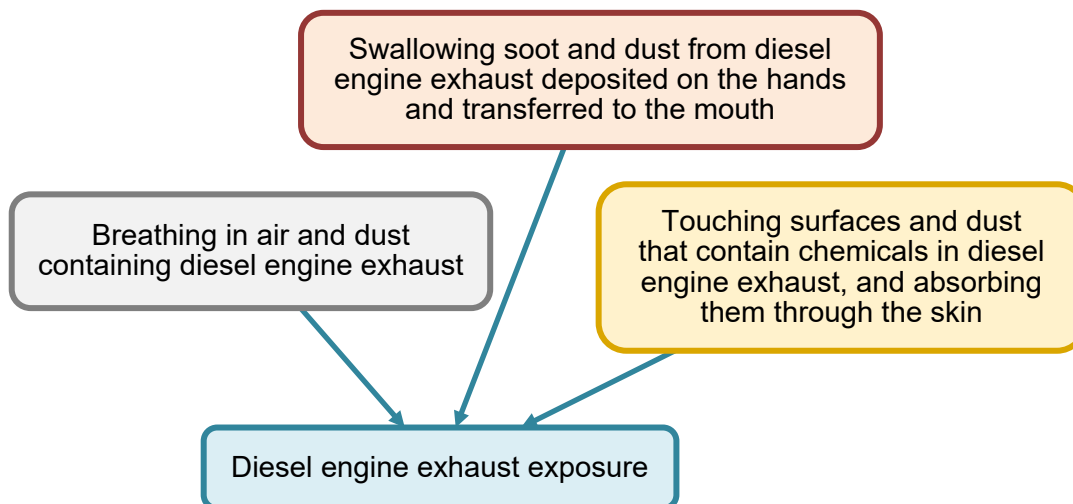 Swallowing soot and dust from diesel
engine exhaust deposited on the hands
and transferred to the mouth
Breathing in air and dust
containing diesel engine exhaust
Touching surfaces and dust
that contain chemicals in diesel
engine exhaust, and absorbing
them through the skin
Diesel engine exhaust exposure